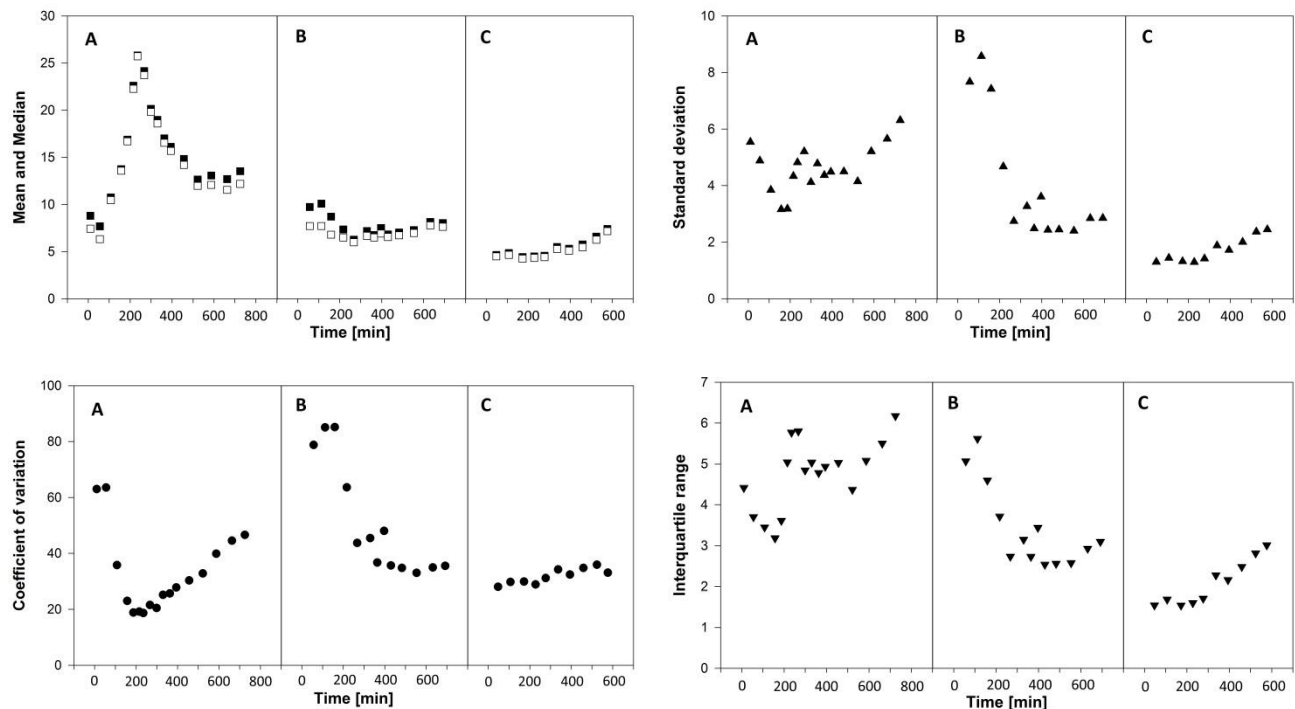 30
25
20
15
10
5
0
Mean and Median
A
B
C
0 200 400 600 800
0 200 400 600
0 200 400 600
Time [min]
10
8
6
4
2
0
Standard deviation
A
B
C
0 200 400 600 800
0 200 400 600
0 200 400 600
Time [min]
100
80
60
40
20
0
Coefficient of variation
A
B
C
0 200 400 600 800
0 200 400 600
0 200 400 600
Time [min]
7
6
5
4
3
2
1
0
Interquartile range
A
B
C
0 200 400 600 800
0 200 400 600
0 200 400 600
Time [min]